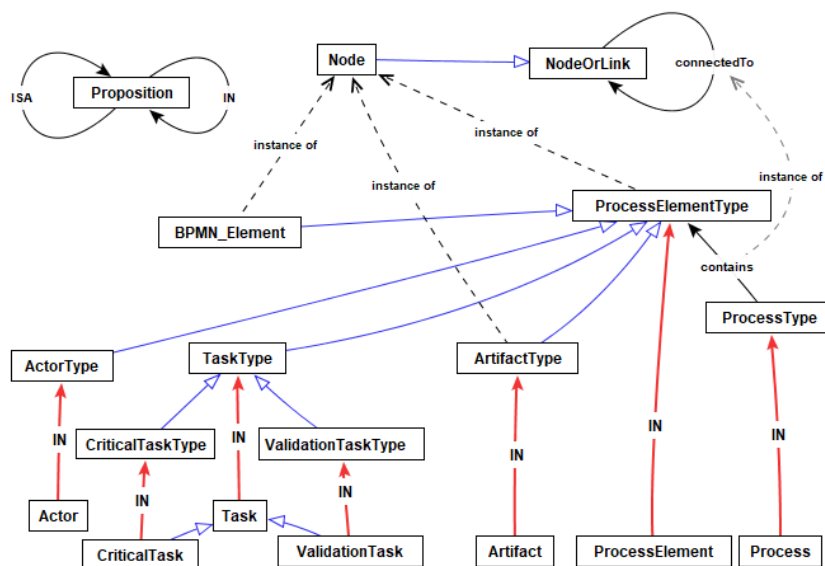 Node
NodeOrLink
connectedTo
ISA
Proposition
IN
instance of
instance of
instance of
instance of
BPMN_Element
ProcessElementType
contains
ProcessType
ActorType
TaskType
ArtifactType
IN
CriticalTaskType
IN
ValidationTaskType
IN
IN
IN
IN
IN
Actor
Task
CriticalTask
ValidationTask
Artifact
ProcessElement
Process